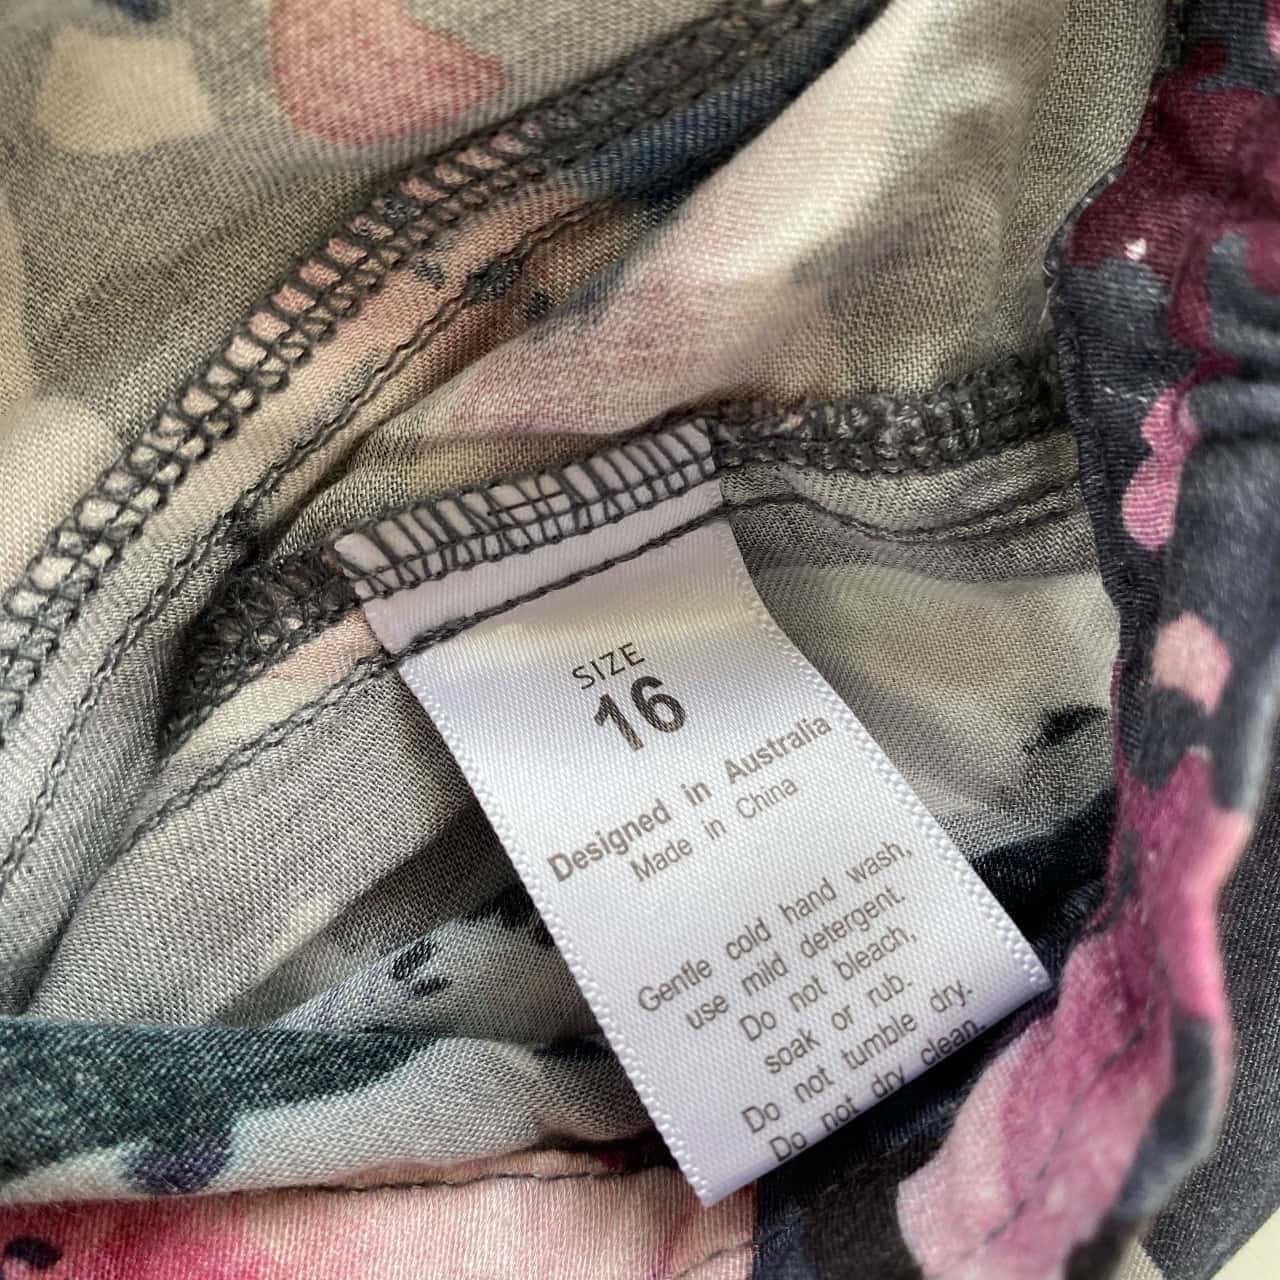 SIZE
16
Designed in Australia
Made in China
Gentle cold hand wash,
use mild detergent.
Do not bleach,
soak or rub.
Do not tumble dry.
Do not dry clean.